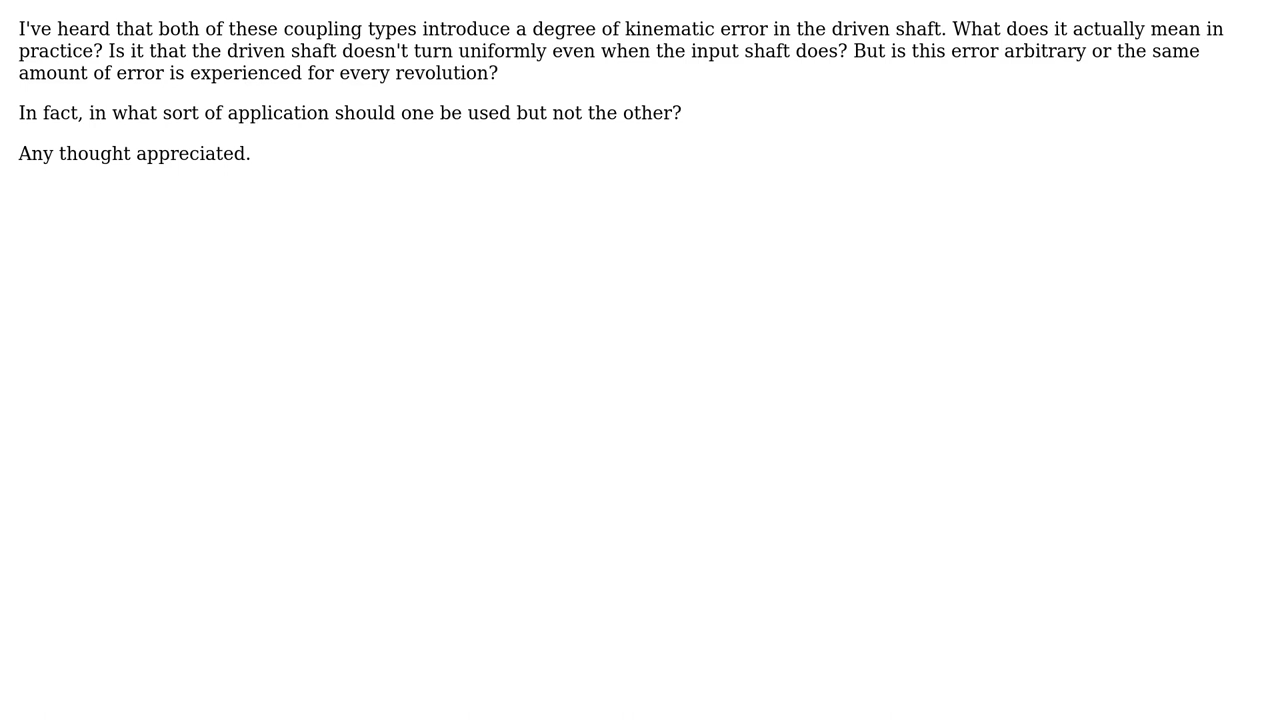 I've heard that both of these coupling types introduce a degree of kinematic error in the driven shaft. What does it actually mean in
practice? Is it that the driven shaft doesn't turn uniformly even when the input shaft does? But is this error arbitrary or the same
amount of error is experienced for every revolution?
In fact, in what sort of application should one be used but not the other?
Any thought appreciated.